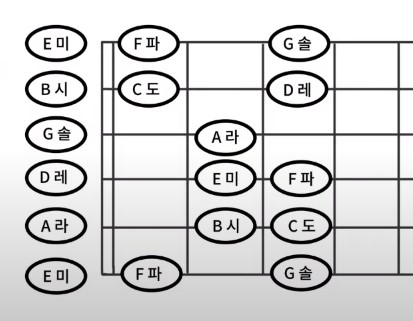 E 미 F 파 G 솔
B 시 C 도 D 레
G 솔 A 라
D 레 E 미 F 파
A 라 B 시 C 도
E 미 F 파 G 솔